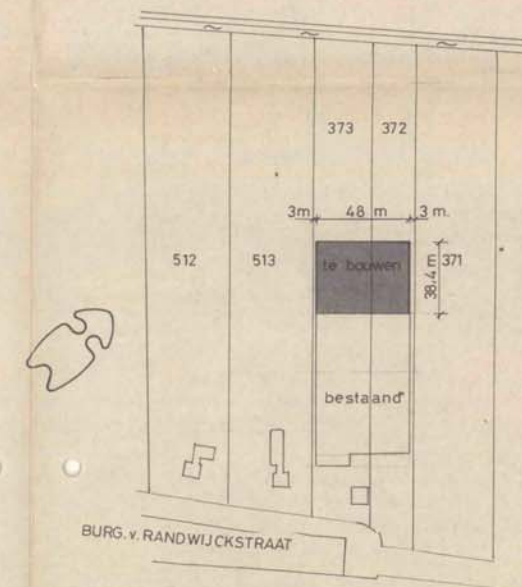 373 372
3m 48 m 3 m.
512 513 te bouwen 38.4 m 371
bestaand
BURG. v. RANDWIJCKSTRAAT